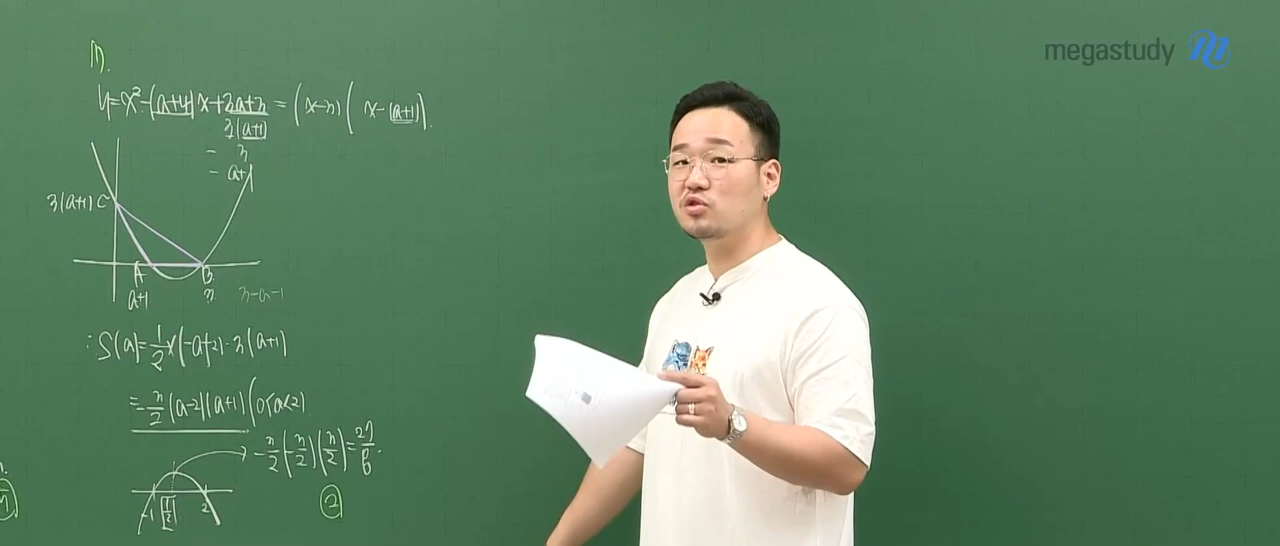 megastudy
11.
y=x²-(a+4)x+3a+3 = (x-3)(x-(a+1)).
3(a+1)
- 3
- a+1
3(a+1) C
A B
a+1 3 3-a-1
∴S(a)=1/2×(-a+2)·3(a+1)
=-3/2(a-2)(a+1)(0<a<2)
-3/2(-3/2)(3/2)=27/8.
-1 1/2 2
②